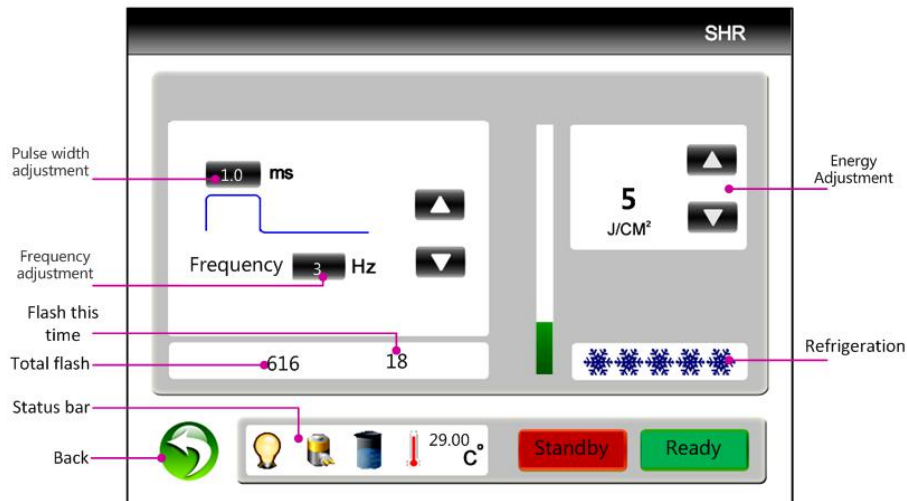 SHR
Pulse width
adjustment
1.0 ms
Energy
Adjustment
5
J/CM²
Frequency
adjustment
Frequency 3 Hz
Flash this
time
Total flash
616 18
Refrigeration
Status bar
29.00
C°
Standby
Ready
Back